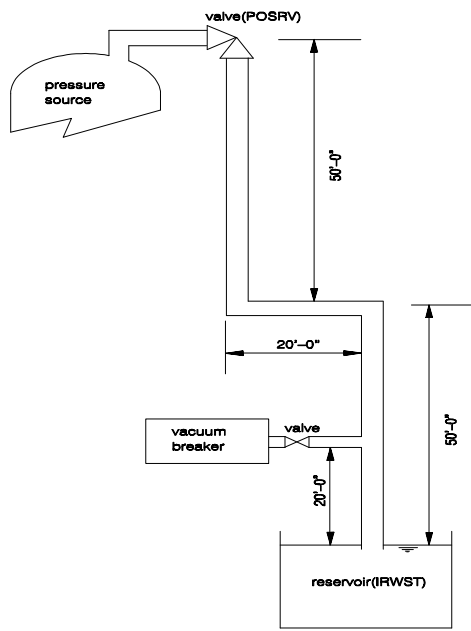 valve(POSRV)
pressure
source
50'-0"
20'-0"
vacuum
breaker
valve
50'-0"
20'-0"
reservoir(IRWST)